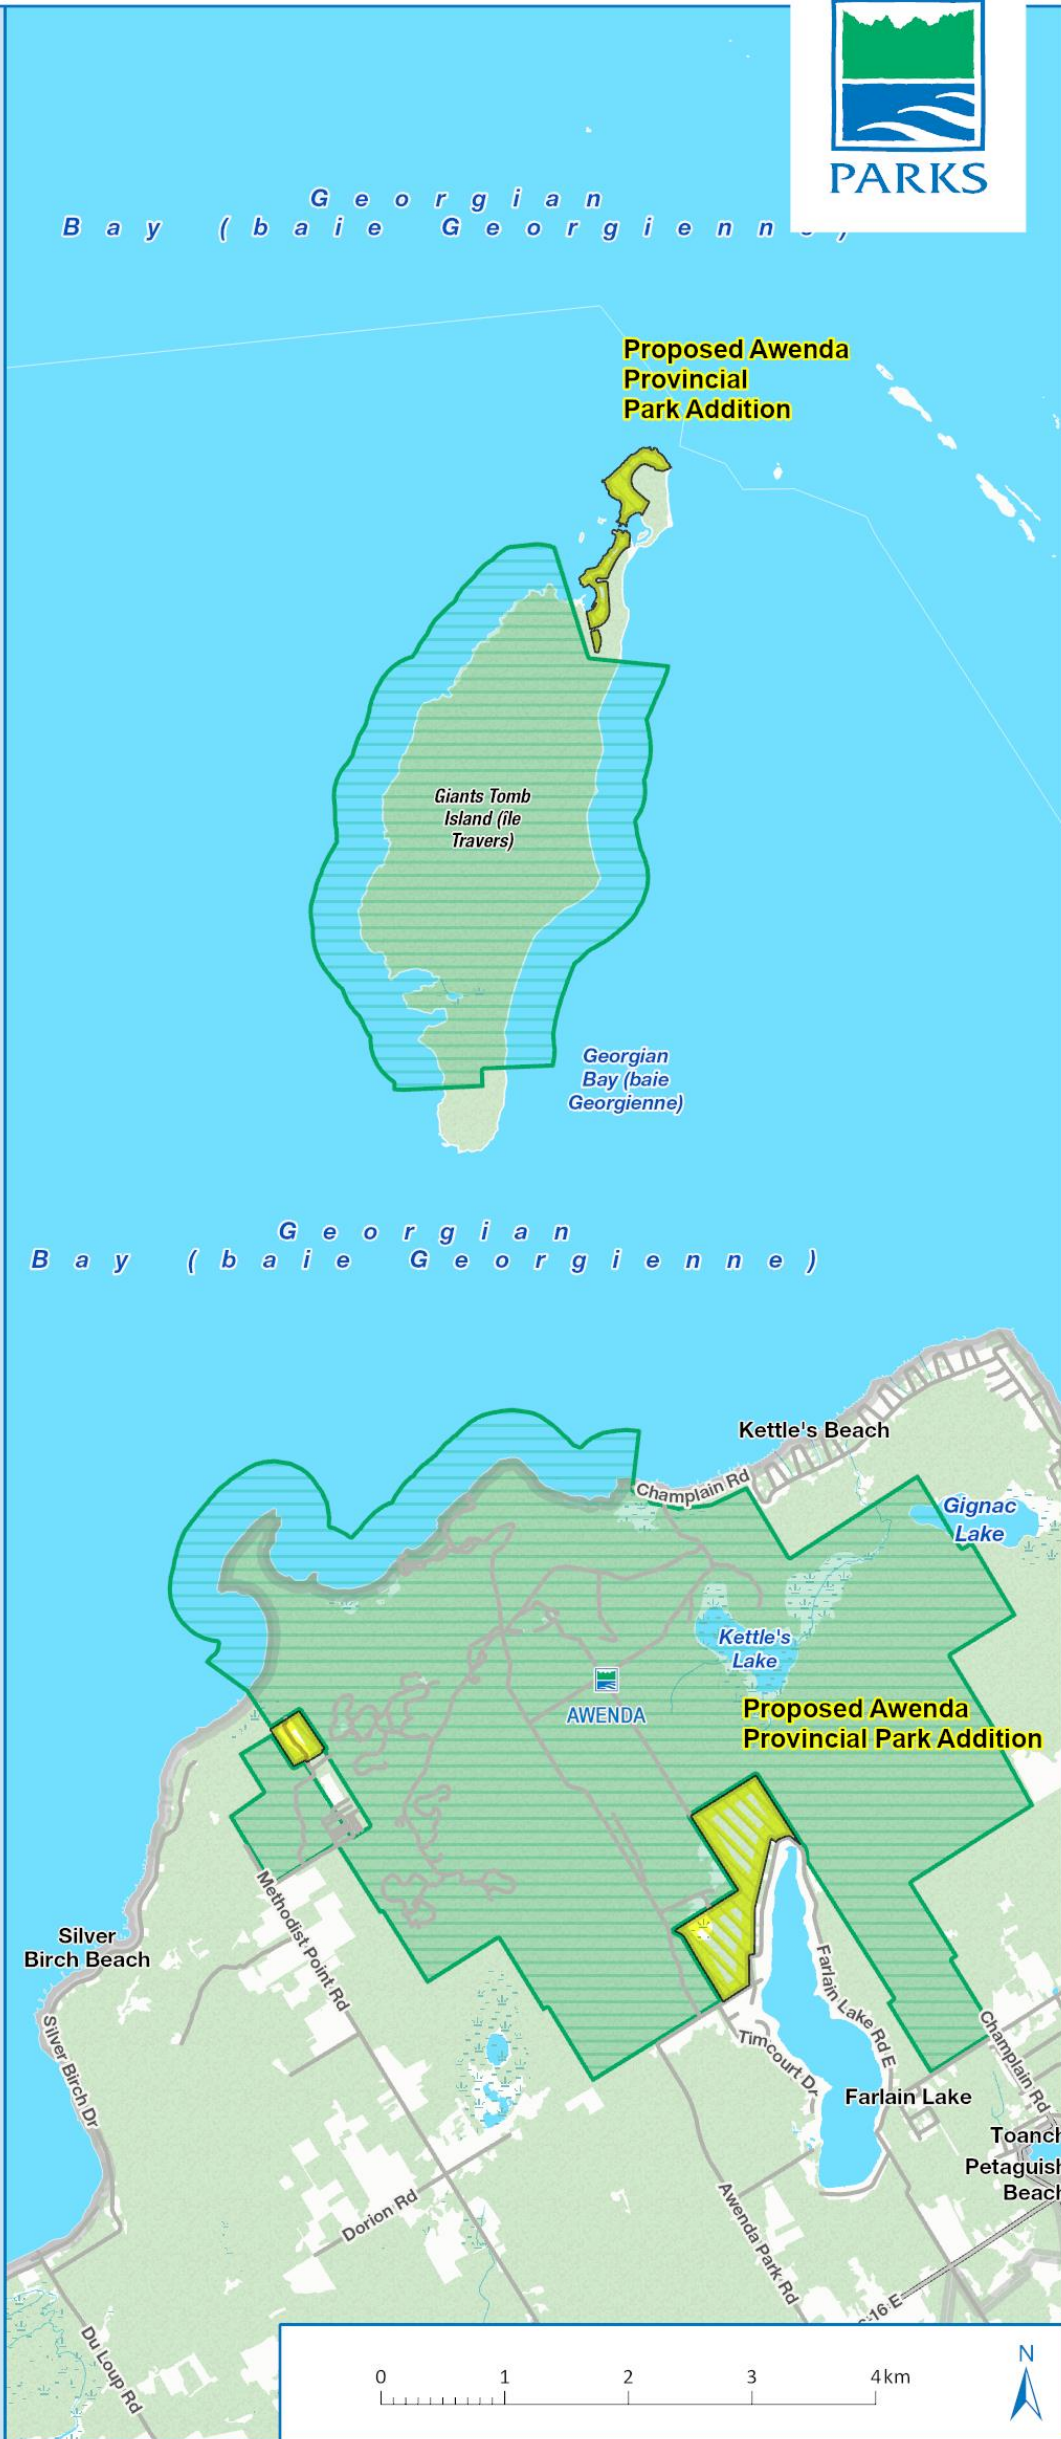 PARKS
Georgian
Bay (baie Georgienne)
Proposed Awenda
Provincial
Park Addition
Giants Tomb
Island (île
Travers)
Georgian
Bay (baie
Georgienne)
Georgian
Bay (baie Georgienne)
Kettle's Beach
Champlain Rd
Gignac
Lake
Kettle's
Lake
AWENDA
Proposed Awenda
Provincial Park Addition
Methodist Point Rd
Silver
Birch Beach
Silver Birch Dr
Farlain Lake Rd E
Timcourt Dr
Champlain Rd
Farlain Lake
Toanch
Petaguish
Beach
Dorion Rd
Awenda Park Rd
16 E
Du Loup Rd
N
0 1 2 3 4 km